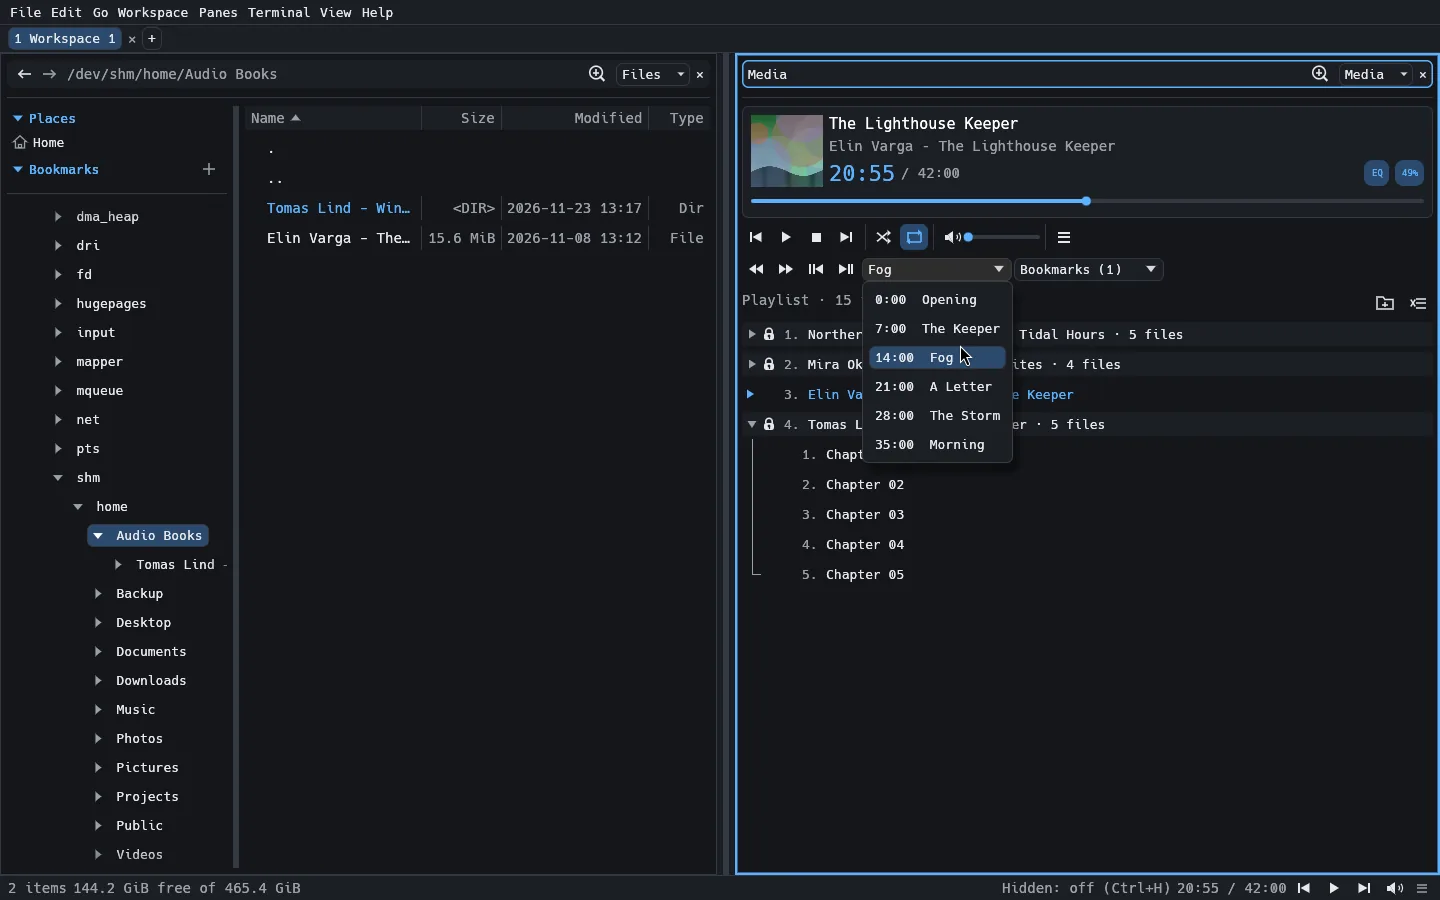 File Edit Go Workspace Panes Terminal View Help
1 Workspace 1 × +
/dev/shm/home/Audio Books Files ×
Places
Home
Bookmarks +
dma_heap
dri
fd
hugepages
input
mapper
mqueue
net
pts
shm
home
Audio Books
Tomas Lind -
Backup
Desktop
Documents
Downloads
Music
Photos
Pictures
Projects
Public
Videos
Name Size Modified Type
.
..
Tomas Lind - Win… <DIR> 2026-11-23 13:17 Dir
Elin Varga - The… 15.6 MiB 2026-11-08 13:12 File
Media Media ×
The Lighthouse Keeper
Elin Varga - The Lighthouse Keeper
20:55 / 42:00 EQ 49%
Fog Bookmarks (1)
Playlist · 15
0:00 Opening
7:00 The Keeper
14:00 Fog
21:00 A Letter
28:00 The Storm
35:00 Morning
1. Norther Tidal Hours · 5 files
2. Mira Ok ites · 4 files
3. Elin Va e Keeper
4. Tomas L er · 5 files
1. Chapt
2. Chapter 02
3. Chapter 03
4. Chapter 04
5. Chapter 05
2 items 144.2 GiB free of 465.4 GiB
Hidden: off (Ctrl+H) 20:55 / 42:00